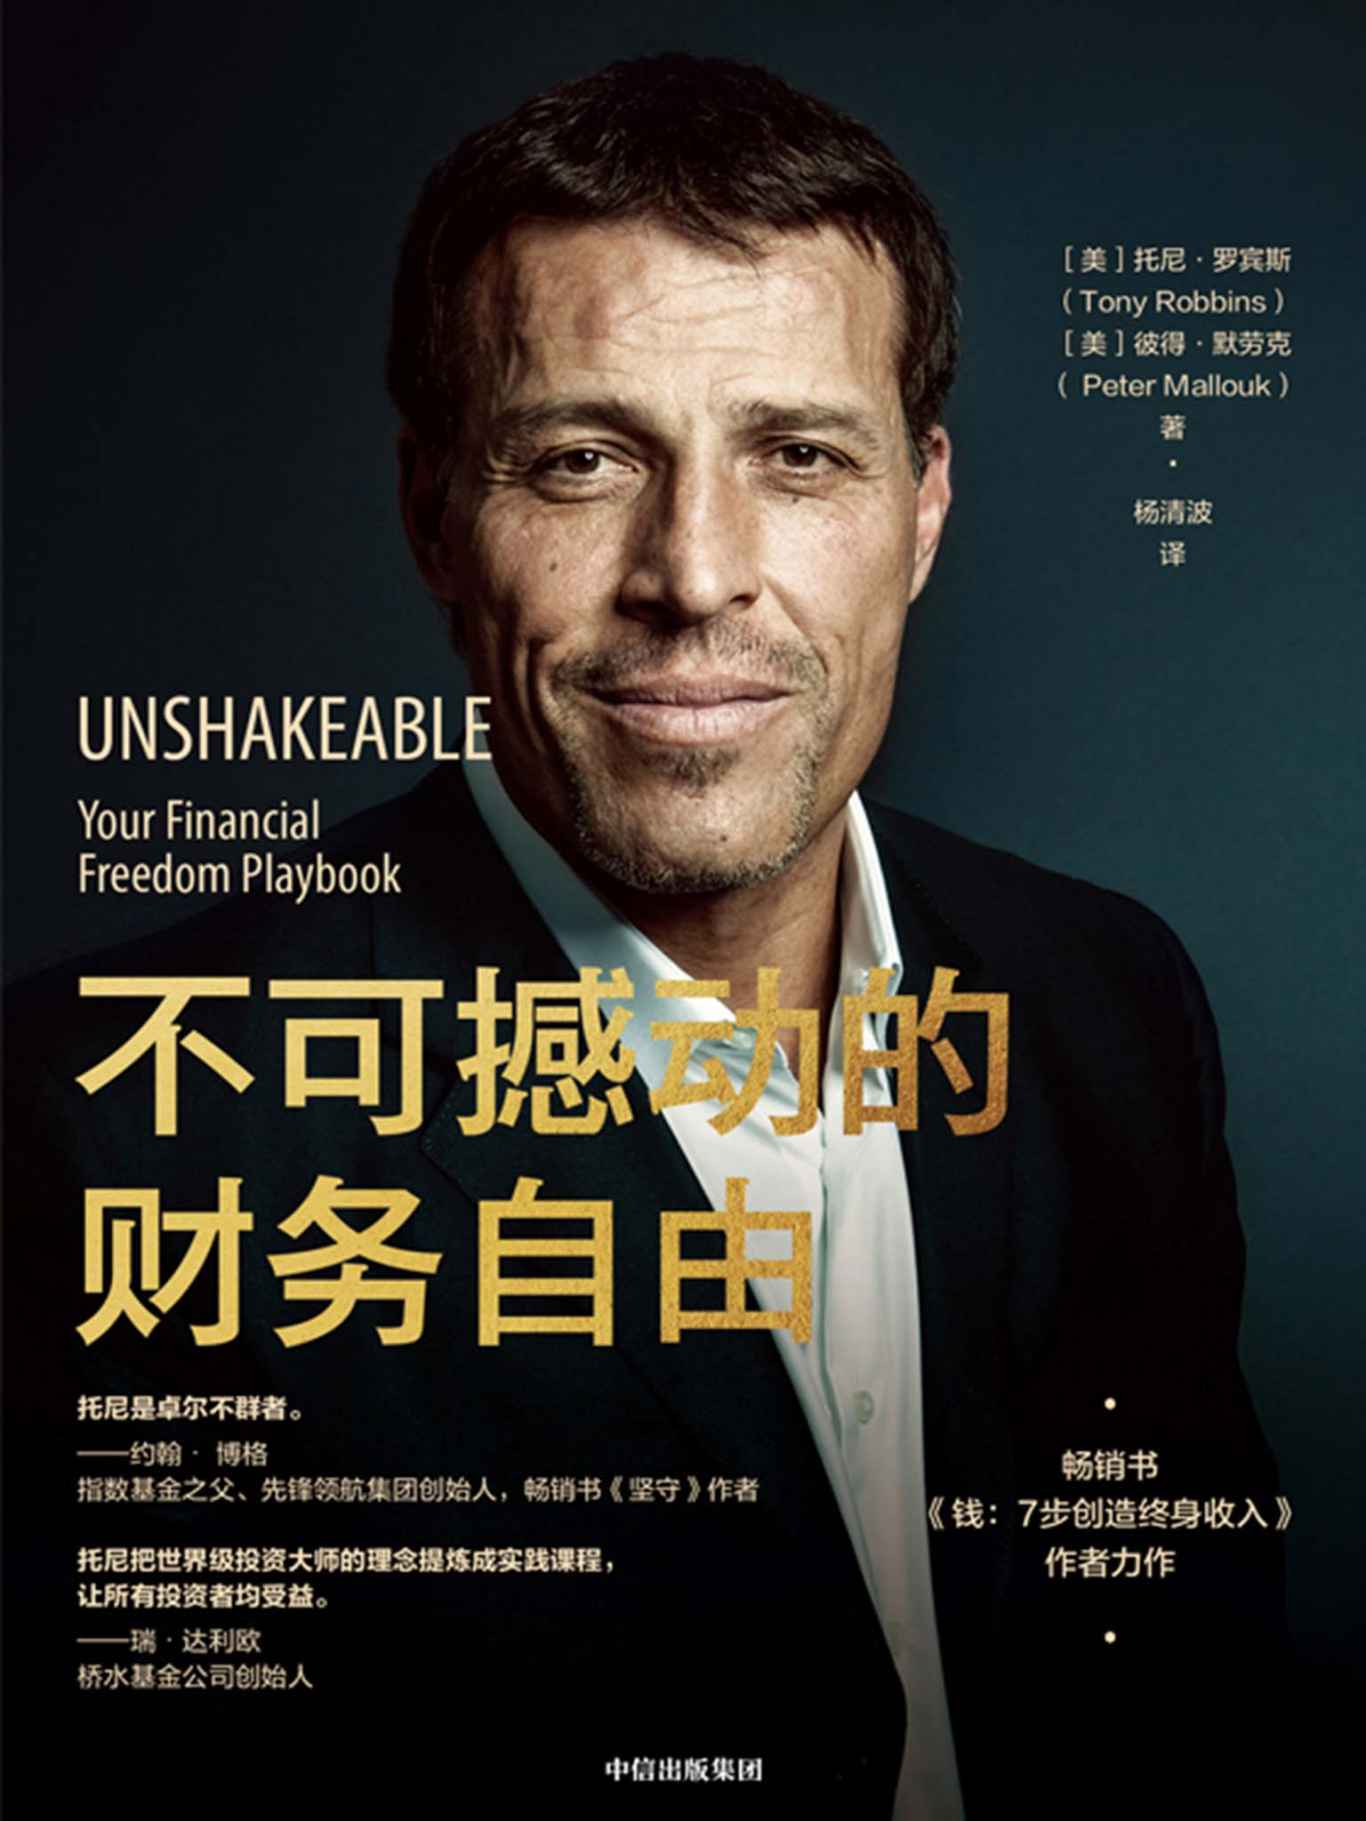 [美]托尼·罗宾斯
(Tony Robbins)
[美]彼得·默劳克
( Peter Mallouk)
著
·
杨清波
译
UNSHAKEABLE
Your Financial
Freedom Playbook
不可撼动的
财务自由
托尼是卓尔不群者。
——约翰· 博格
指数基金之父、先锋领航集团创始人，畅销书《坚守》作者
托尼把世界级投资大师的理念提炼成实践课程，
让所有投资者均受益。
——瑞·达利欧
桥水基金公司创始人
畅销书
《钱：7步创造终身收入》
作者力作
中信出版集团